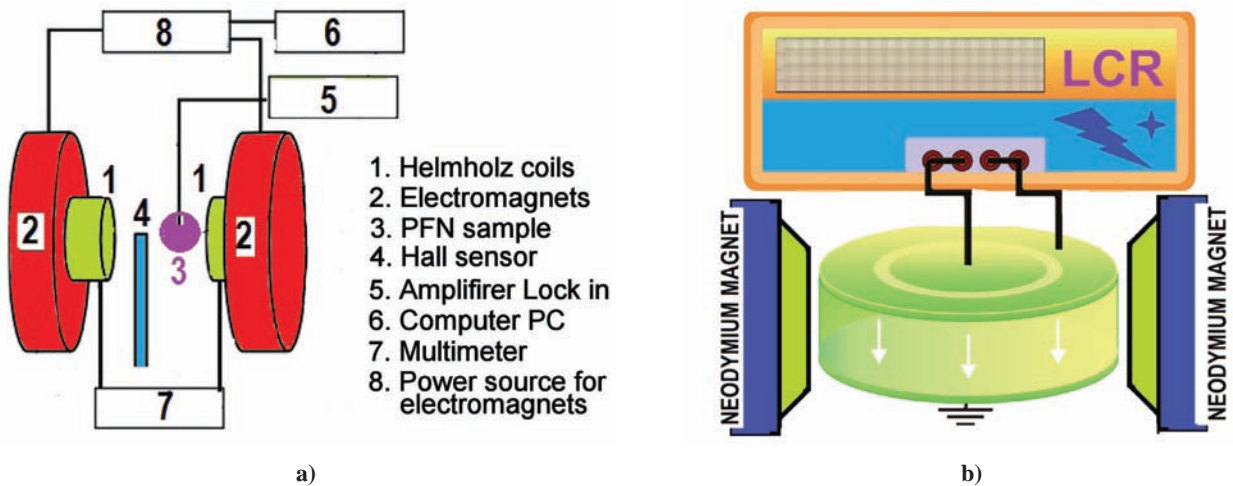 8
6
5
1
1
4
2
2
3
7
1. Helmholz coils
2. Electromagnets
3. PFN sample
4. Hall sensor
5. Amplifirer Lock in
6. Computer PC
7. Multimeter
8. Power source for
electromagnets
a)
LCR
NEODYMIUM MAGNET
NEODYMIUM MAGNET
b)